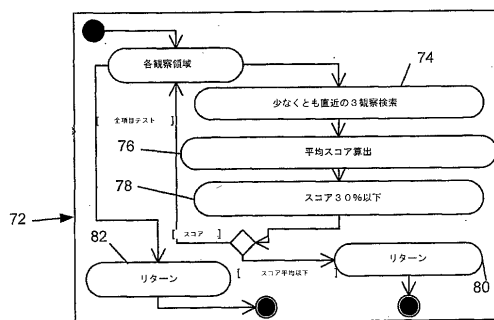 74
各観察領域
少なくとも直近の3観察検索
[ 全項目テスト ]
76
平均スコア算出
78
スコア30%以下
72
82
[ スコア ]
リターン
リターン
[ スコア平均以下 ]
80